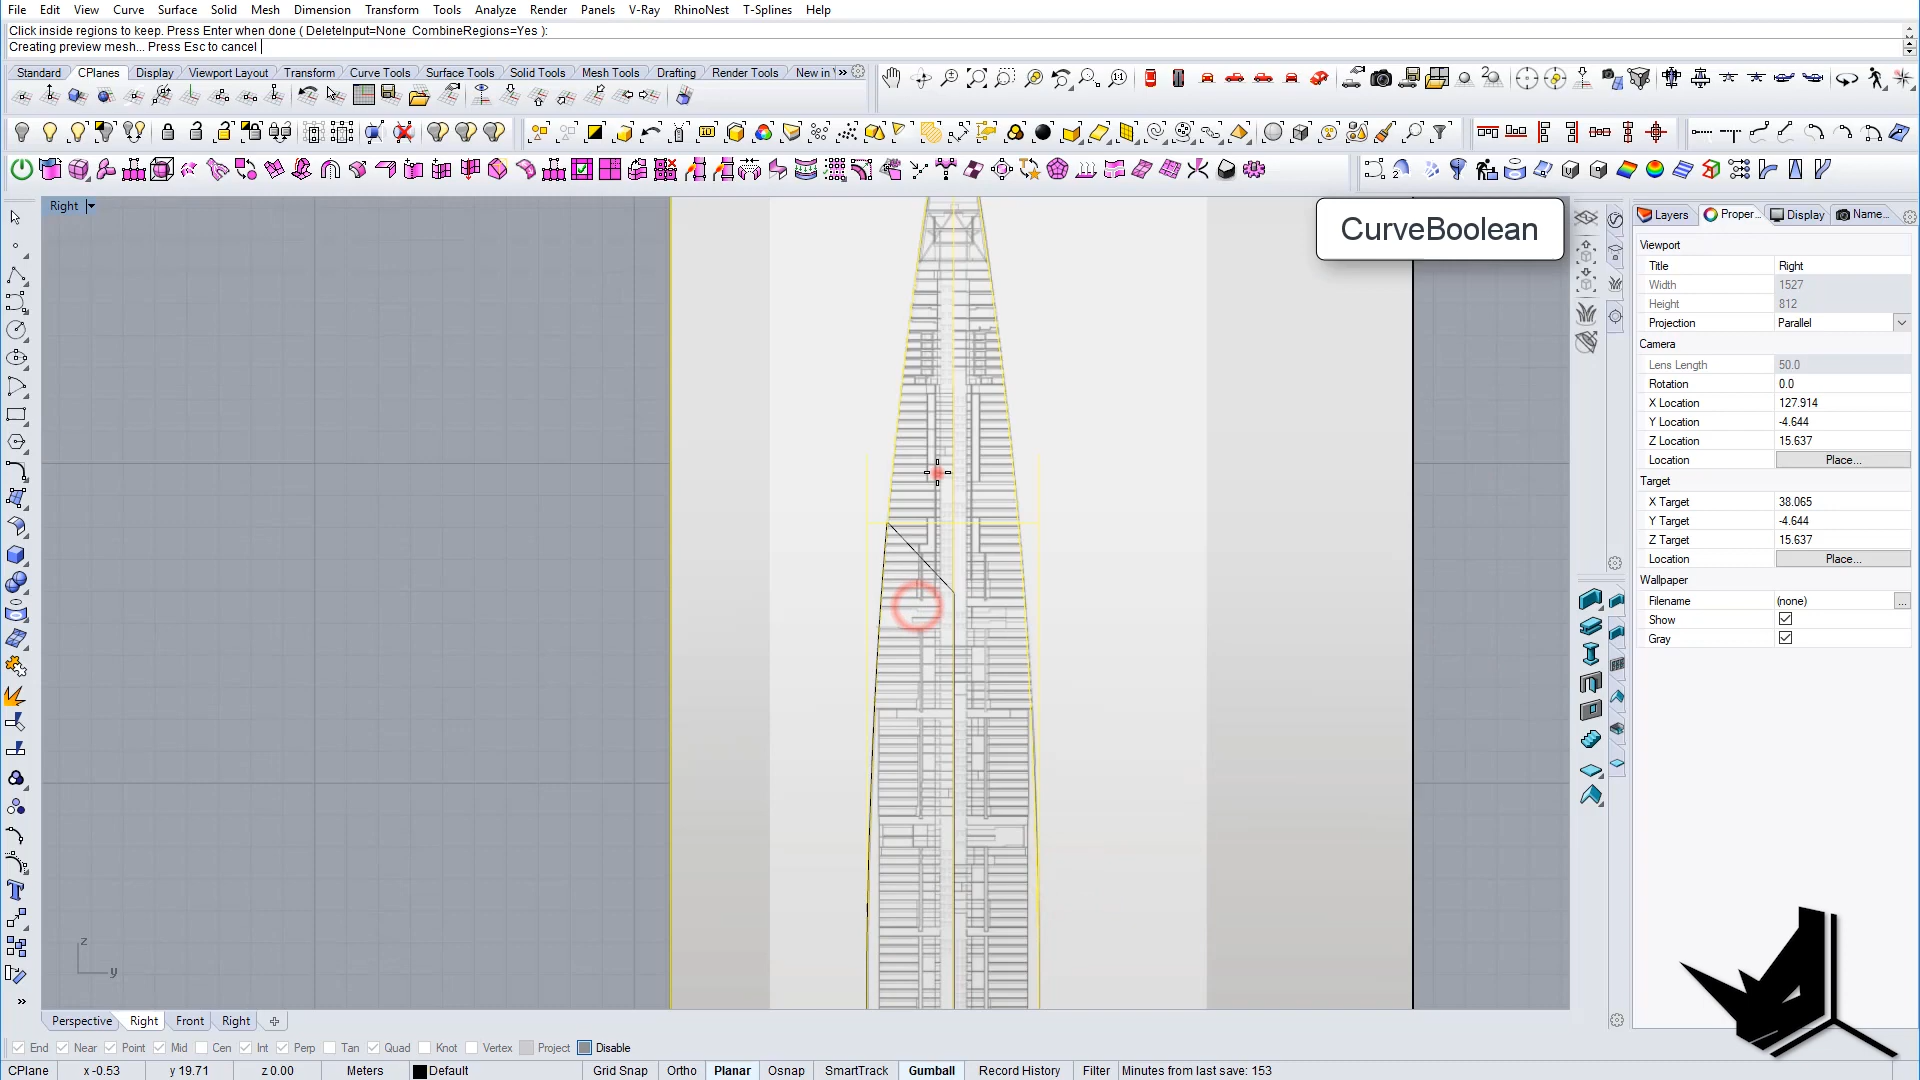 File Edit View Curve Surface Solid Mesh Dimension Transform Tools Analyze Render Panels V-Ray RhinoNest T-Splines Help
Click inside regions to keep. Press Enter when done ( DeleteInput=None CombineRegions=Yes ):
Creating preview mesh... Press Esc to cancel
Standard CPlanes Display Viewport Layout Transform Curve Tools Surface Tools Solid Tools Mesh Tools Drafting Render Tools New in
Right
CurveBoolean
Layers Proper... Display Name...
Viewport
Title Right
Width 1527
Height 812
Projection Parallel
Camera
Lens Length 50.0
Rotation 0.0
X Location 127.914
Y Location -4.644
Z Location 15.637
Location Place...
Target
X Target 38.065
Y Target -4.644
Z Target 15.637
Location Place...
Wallpaper
Filename (none) ...
Show
Gray
z
y
Perspective Right Front Right
End Near Point Mid Cen Int Perp Tan Quad Knot Vertex Project Disable
CPlane x -0.53 y 19.71 z 0.00 Meters Default Grid Snap Ortho Planar Osnap SmartTrack Gumball Record History Filter Minutes from last save: 153